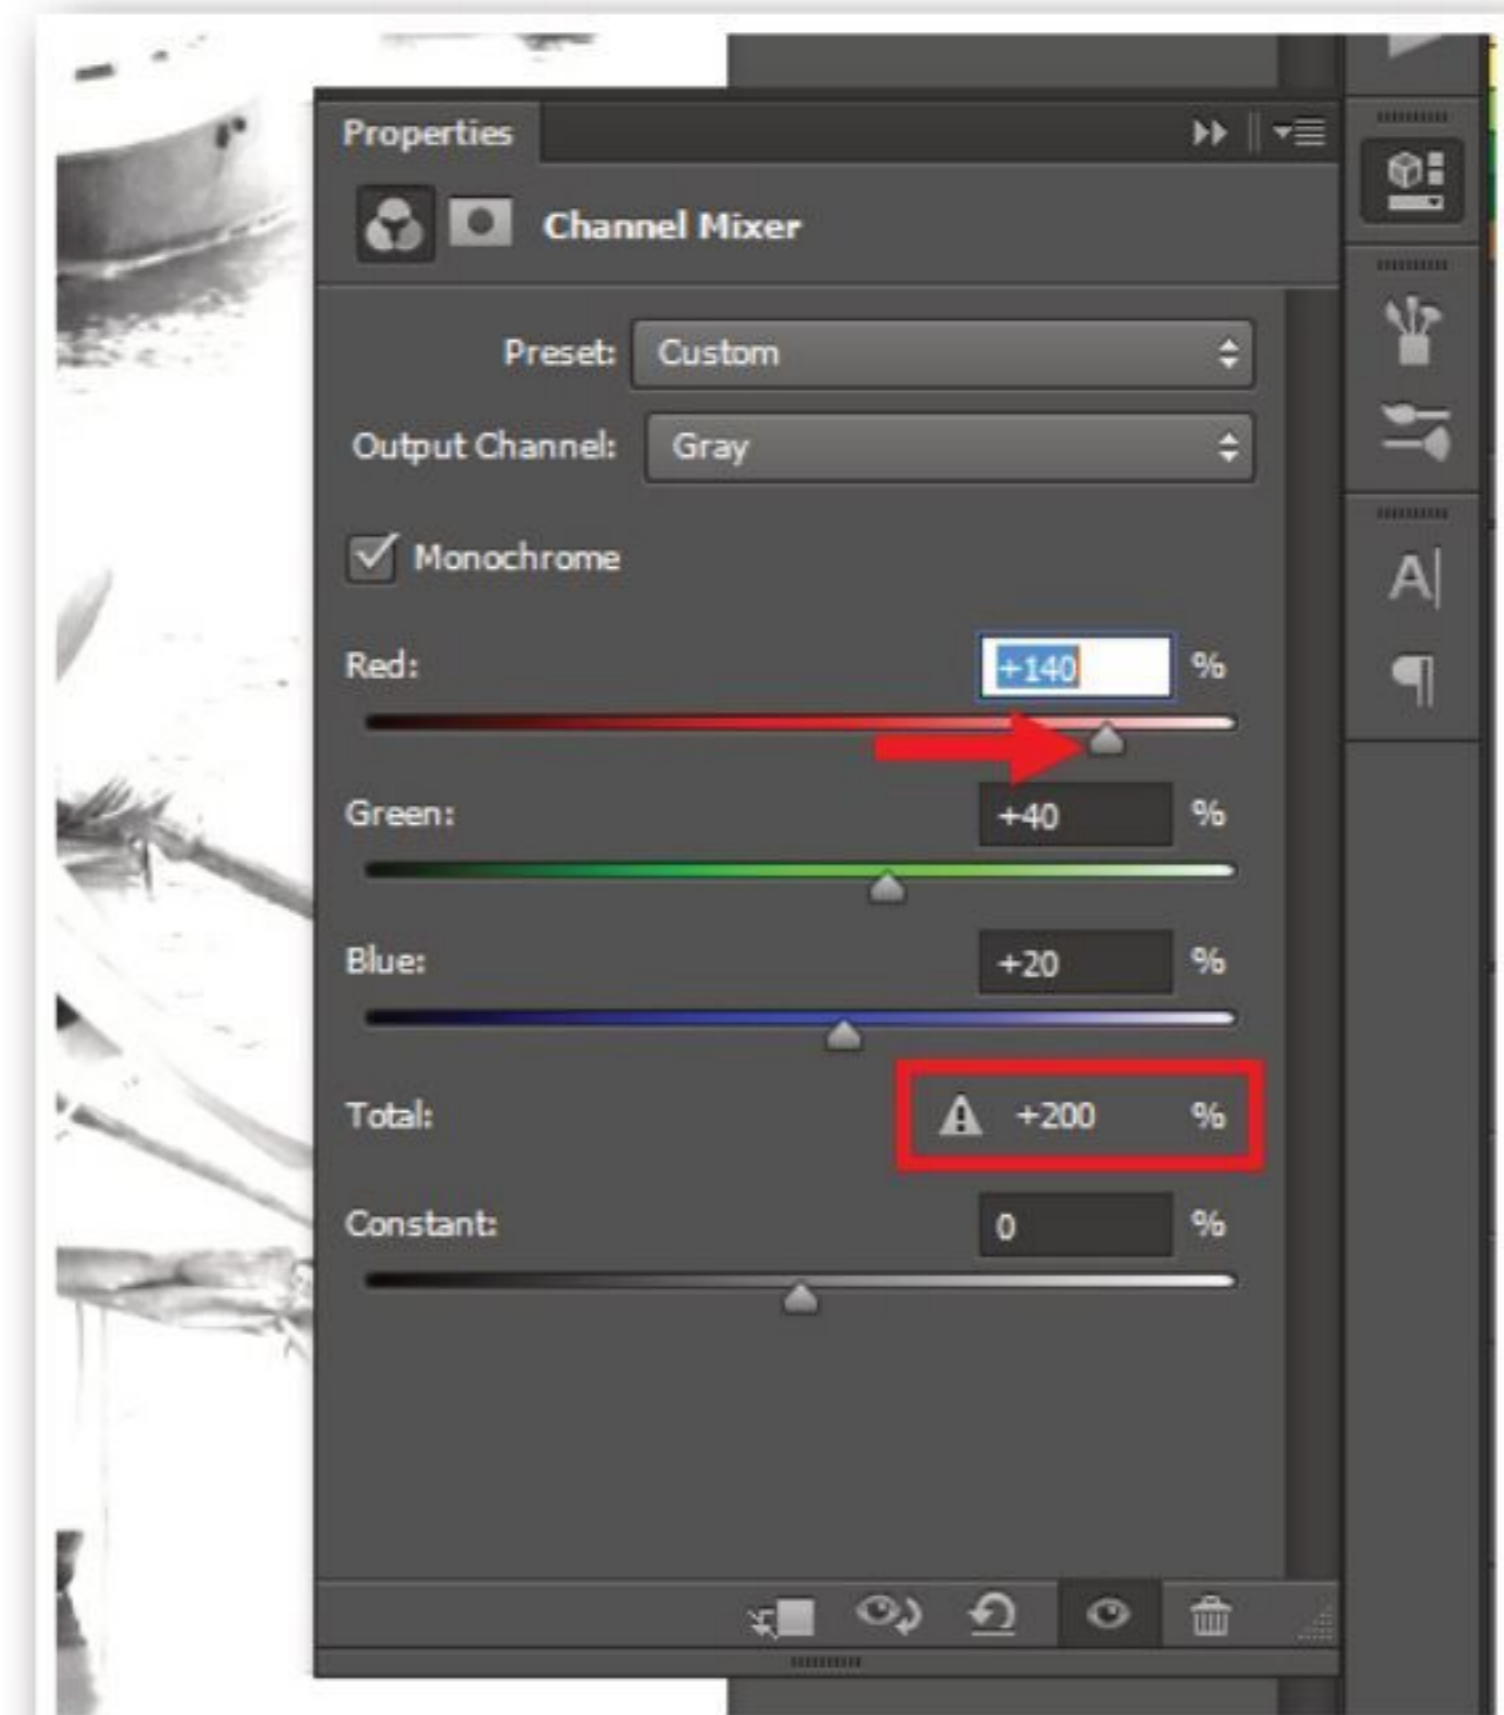 Properties
Channel Mixer
Preset: Custom
Output Channel: Gray
Monochrome
Red: +140 %
Green: +40 %
Blue: +20 %
Total: +200 %
Constant: 0 %
A
¶